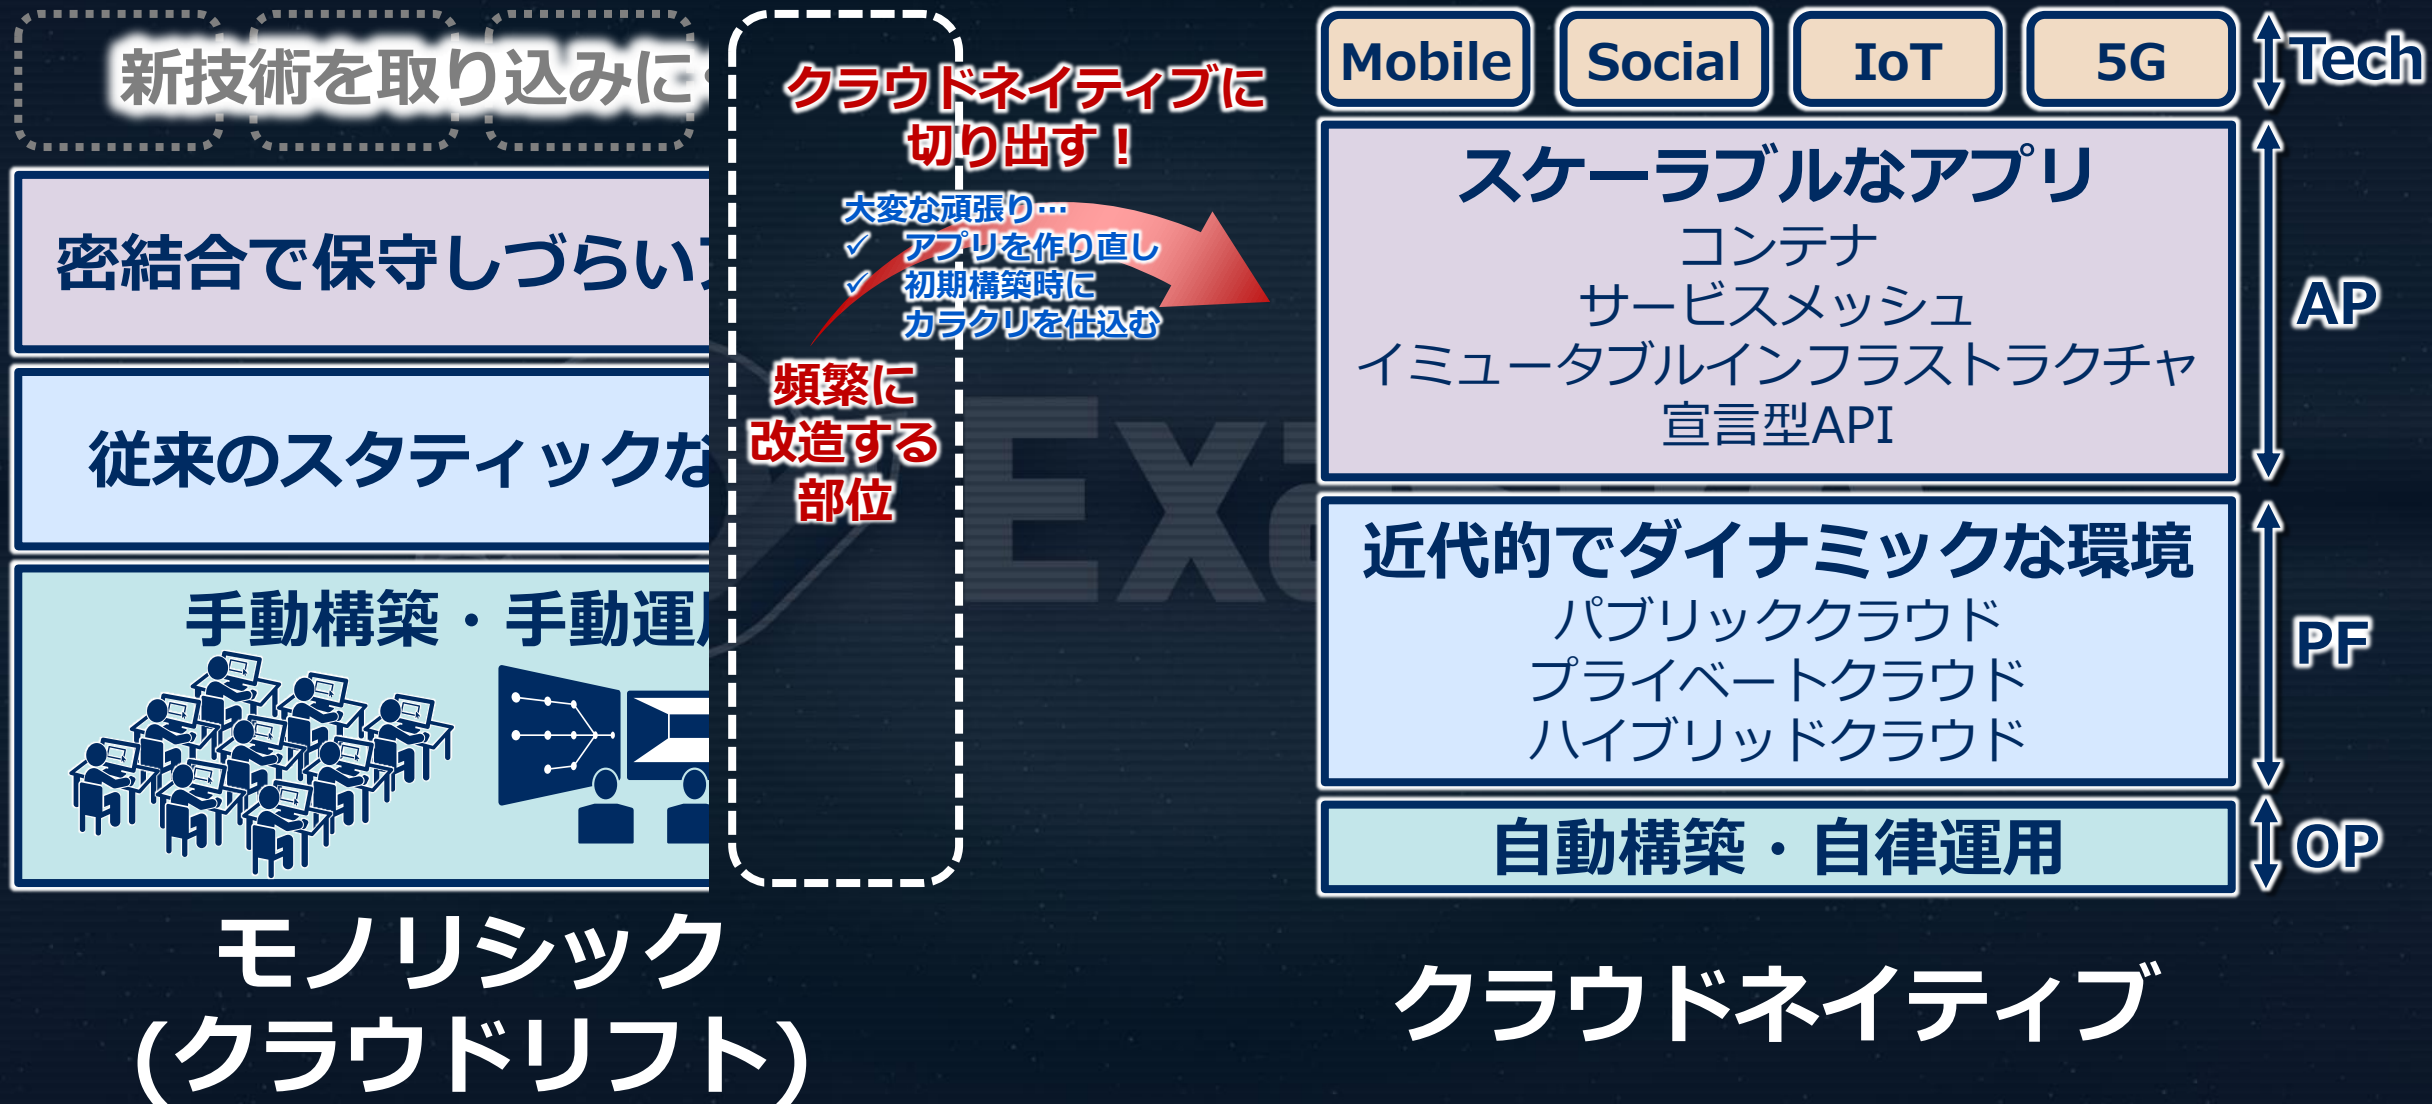 新技術を取り込みに
密結合で保守しづらい
従来のスタティックな
手動構築・手動運
モノリシック
(クラウドリフト)
クラウドネイティブに
切り出す！
大変な頑張り…
✓ アプリを作り直し
✓ 初期構築時に
カラクリを仕込む
頻繁に
改造する
部位
Mobile
Social
IoT
5G
Tech
スケーラブルなアプリ
コンテナ
サービスメッシュ
イミュータブルインフラストラクチャ
宣言型API
AP
近代的でダイナミックな環境
パブリッククラウド
プライベートクラウド
ハイブリッドクラウド
PF
自動構築・自律運用
OP
クラウドネイティブ